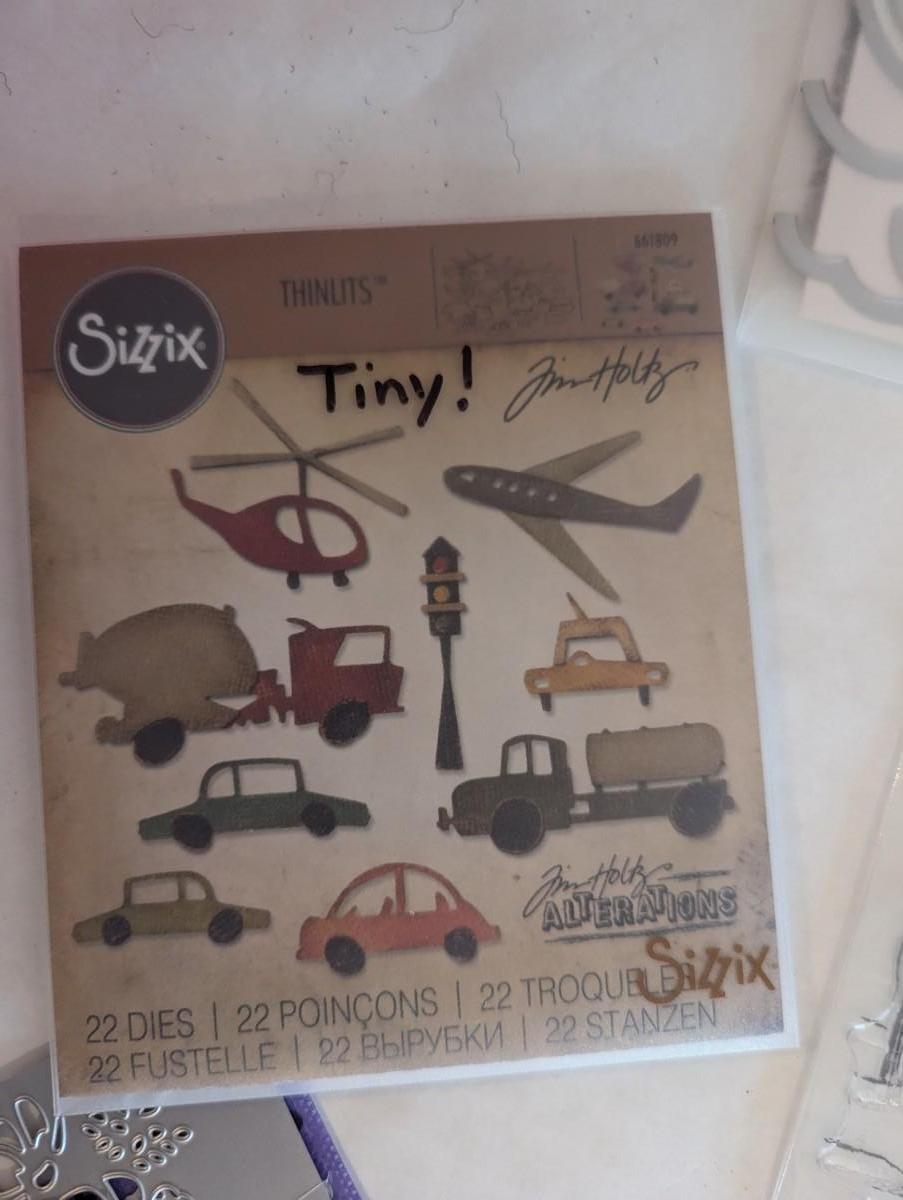 661809
THINLITS™
Sizzix®
Tiny!
Tim Holtz
Tim Holtz
ALTERATIONS
Sizzix
22 DIES | 22 POINÇONS | 22 TROQUELE
22 FUSTELLE | 22 ВЫРУБКИ | 22 STANZEN